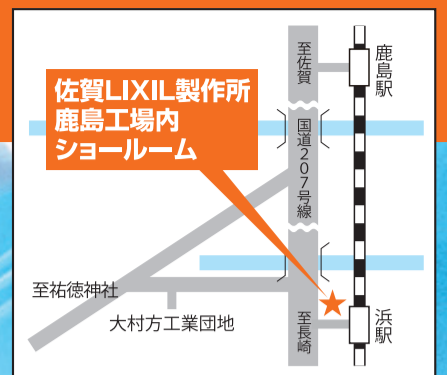 至佐賀
鹿島駅
佐賀LIXIL製作所
鹿島工場内
ショールーム
国道207号線
至祐徳神社
大村方工業団地
至長崎
浜駅